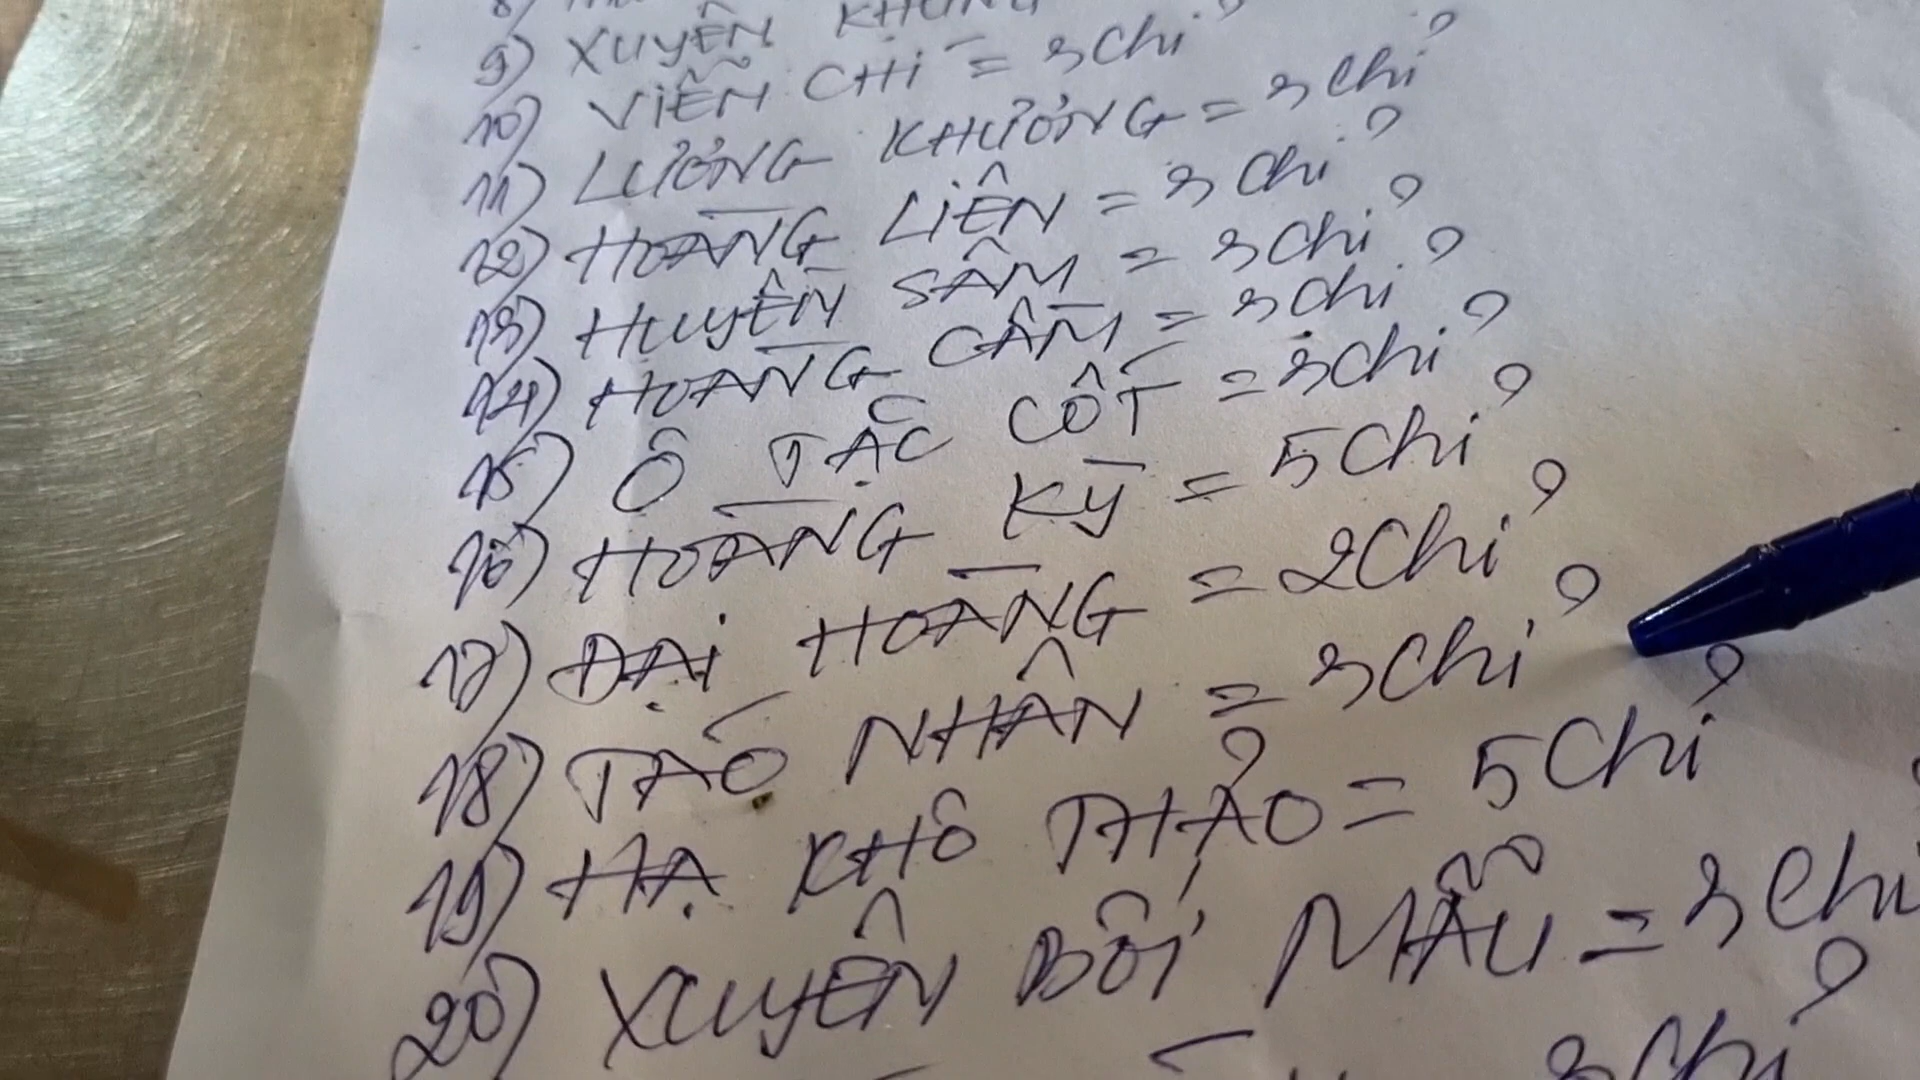 9) XUYÊN KHUNG
10) VIỄN CHÍ = 3 chỉ
11) LƯƠNG KHƯƠNG = 3 chỉ
12) HOÀNG LIÊN = 3 chỉ
13) HUYỀN SÂM = 3 chỉ
14) HOÀNG CẦM = 3 chỉ
15) Ô TẶC CỐT = 3 chỉ
16) HOÀNG KỲ = 5 chỉ
17) ĐẠI HOÀNG = 2 chỉ
18) TÁO NHÂN = 3 chỉ
19) HẠ KHÔ THẢO = 5 chỉ
20) XUYÊN BỐI MẪU = 3 chỉ
3 chỉ